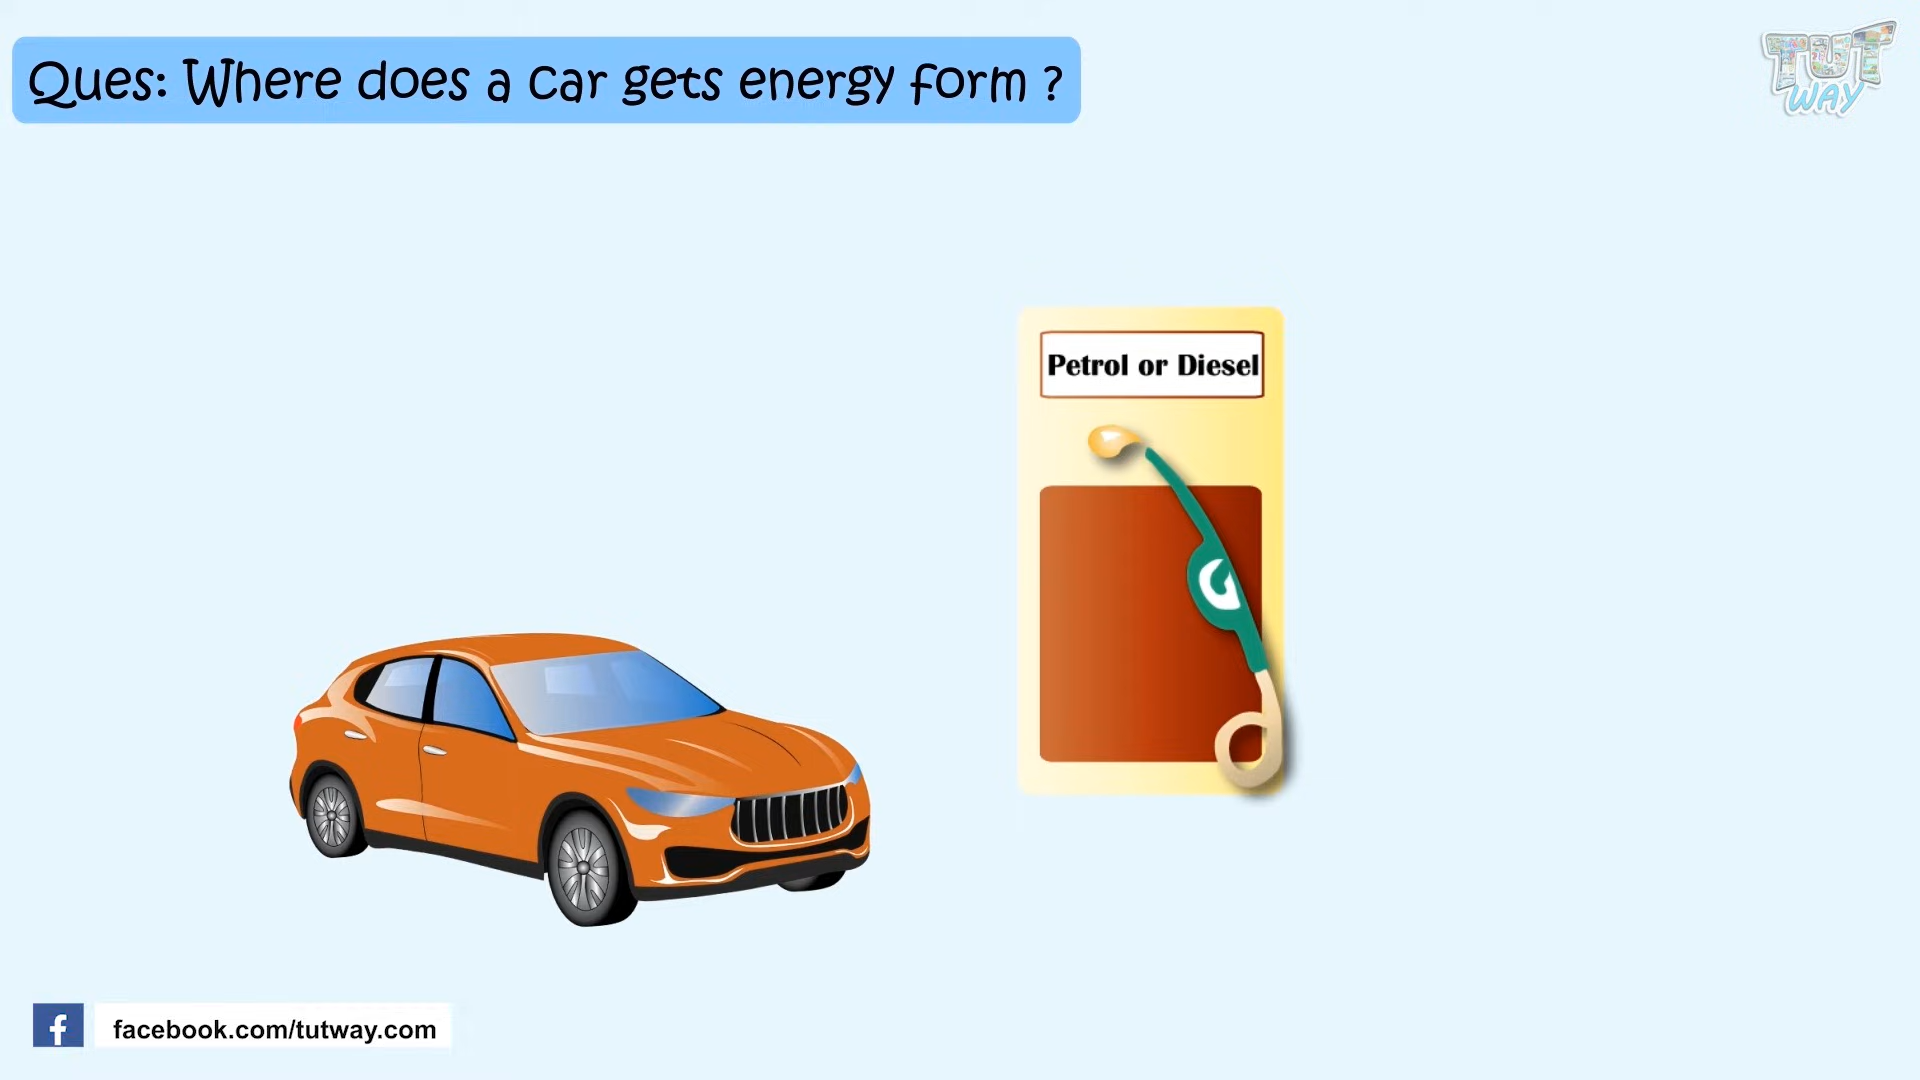 Ques: Where does a car gets energy form ?
TUT
WAY
Petrol or Diesel
facebook.com/tutway.com